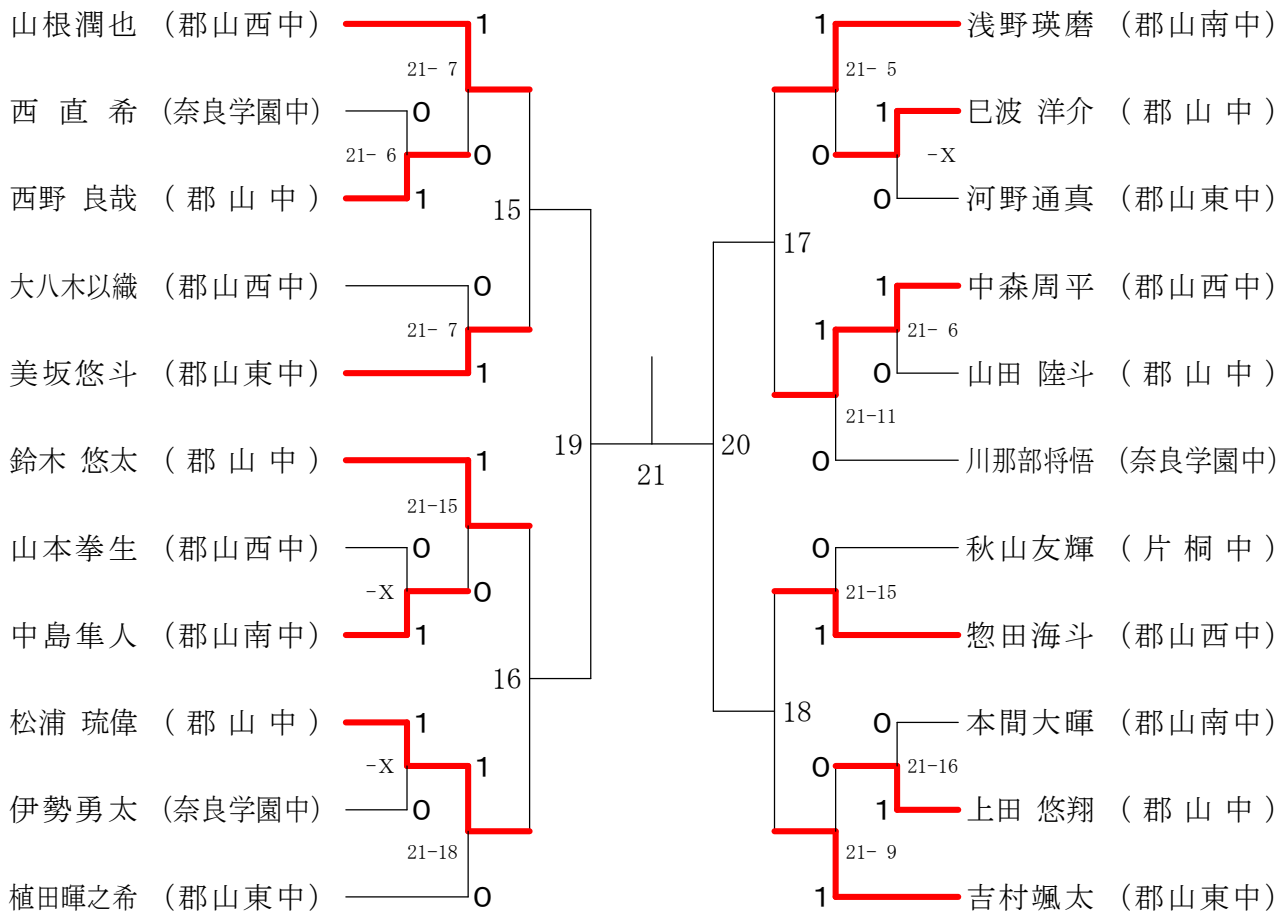 山根潤也 （郡山西中） 1 1 浅野瑛磨 （郡山南中）
21- 7 21- 5
西 直 希 （奈良学園中） 0 1 巳波 洋介 （ 郡 山 中 ）
21- 6 0 0 -X
西野 良哉 （ 郡 山 中 ） 1 15 0 河野通真 （郡山東中）
17
大八木以織 （郡山西中） 0 1 中森周平 （郡山西中）
21- 7 1 21- 6
美坂悠斗 （郡山東中） 1 0 山田 陸斗 （ 郡 山 中 ）
21-11
19 20
鈴木 悠太 （ 郡 山 中 ） 1 21 0 川那部将悟 （奈良学園中）
21-15
山本拳生 （郡山西中） 0 0 秋山友輝 （ 片 桐 中 ）
-X 0 21-15
中島隼人 （郡山南中） 1 1 惣田海斗 （郡山西中）
16
18
松浦 琉偉 （ 郡 山 中 ） 1 0 本間大暉 （郡山南中）
-X 1 0 21-16
伊勢勇太 （奈良学園中） 0 1 上田 悠翔 （ 郡 山 中 ）
21-18 21- 9
植田暉之希 （郡山東中） 0 1 吉村颯太 （郡山東中）